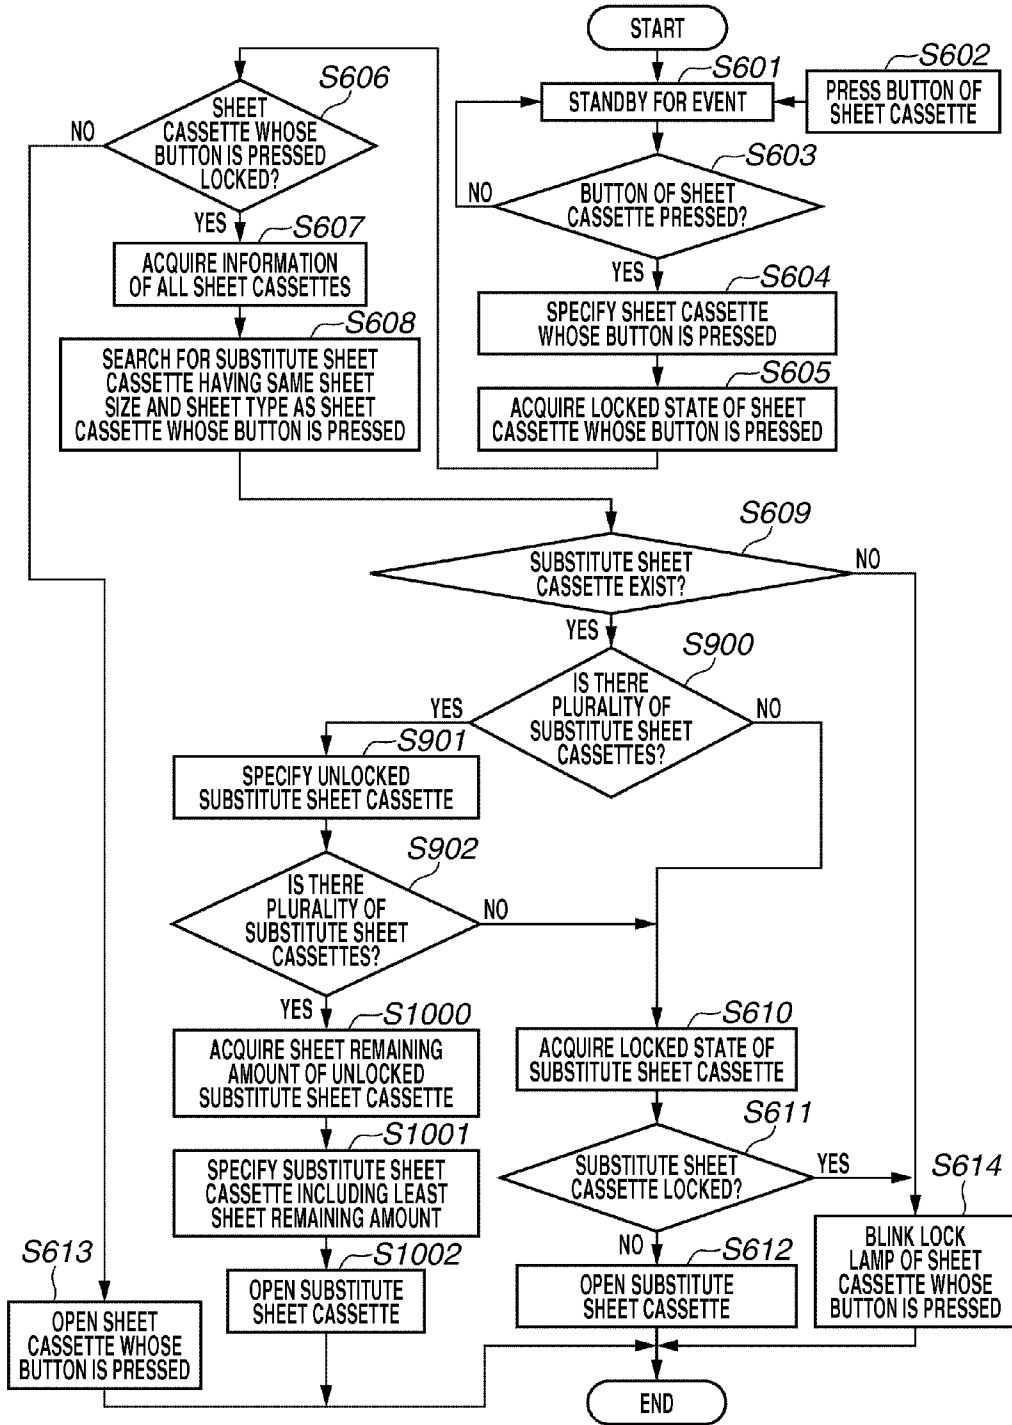 START
S601
STANDBY FOR EVENT
S602
PRESS BUTTON OF
SHEET CASSETTE
S603
BUTTON OF SHEET
CASSETTE PRESSED?
NO
YES
S604
SPECIFY SHEET CASSETTE
WHOSE BUTTON IS PRESSED
S605
ACQUIRE LOCKED STATE OF SHEET
CASSETTE WHOSE BUTTON IS PRESSED
S606
SHEET
CASSETTE WHOSE
BUTTON IS PRESSED
LOCKED?
NO
YES
S607
ACQUIRE INFORMATION
OF ALL SHEET CASSETTES
S608
SEARCH FOR SUBSTITUTE SHEET
CASSETTE HAVING SAME SHEET
SIZE AND SHEET TYPE AS SHEET
CASSETTE WHOSE BUTTON IS PRESSED
S609
SUBSTITUTE SHEET
CASSETTE EXIST?
NO
YES
S900
IS THERE
PLURALITY OF
SUBSTITUTE SHEET
CASSETTES?
YES
NO
S901
SPECIFY UNLOCKED
SUBSTITUTE SHEET CASSETTE
S902
IS THERE
PLURALITY OF
SUBSTITUTE SHEET
CASSETTES?
NO
YES
S1000
ACQUIRE SHEET REMAINING
AMOUNT OF UNLOCKED
SUBSTITUTE SHEET CASSETTE
S1001
SPECIFY SUBSTITUTE SHEET
CASSETTE INCLUDING LEAST
SHEET REMAINING AMOUNT
S1002
OPEN SUBSTITUTE
SHEET CASSETTE
S610
ACQUIRE LOCKED STATE OF
SUBSTITUTE SHEET CASSETTE
S611
SUBSTITUTE SHEET
CASSETTE LOCKED?
YES
NO
S612
OPEN SUBSTITUTE
SHEET CASSETTE
S613
OPEN SHEET
CASSETTE WHOSE
BUTTON IS PRESSED
S614
BLINK LOCK
LAMP OF SHEET
CASSETTE WHOSE
BUTTON IS PRESSED
END